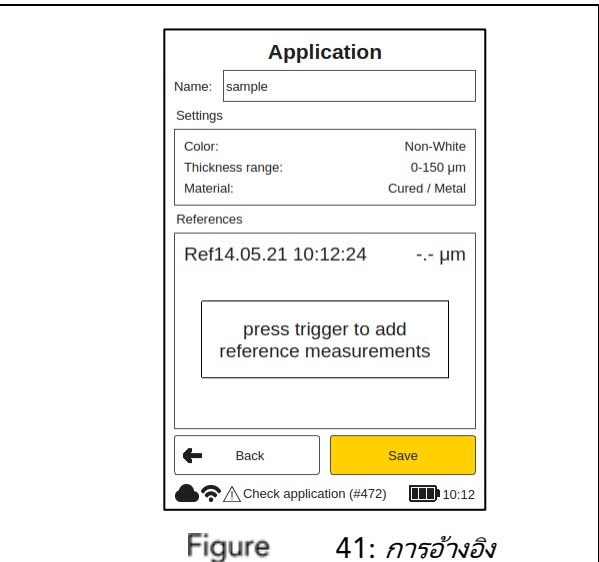 Application
Name: sample
Settings
Color: Non-White
Thickness range: 0-150 µm
Material: Cured / Metal
References
Ref14.05.21 10:12:24 -.- µm
press trigger to add
reference measurements
Back Save
Check application (#472) 10:12
Figure 41: การอ้างอิง